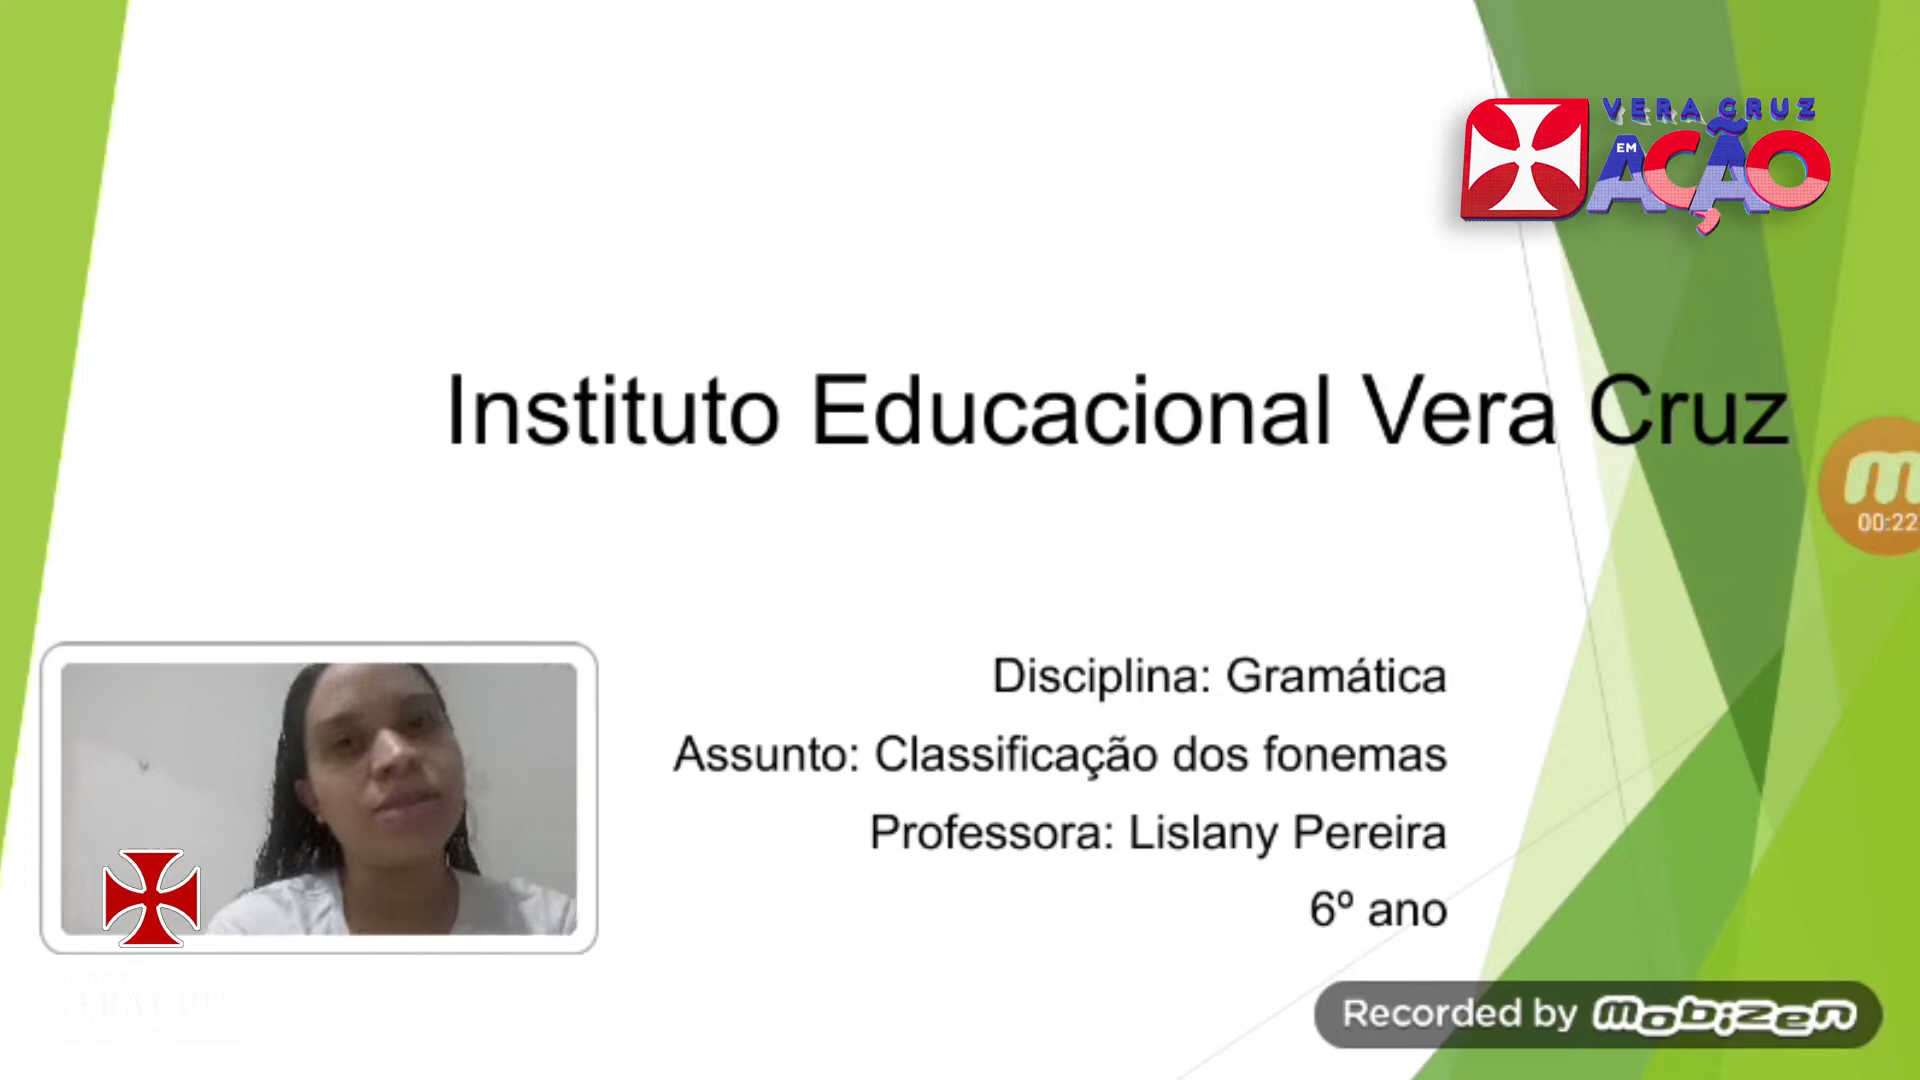 VERA CRUZ
EM
AÇÃO
Instituto Educacional Vera Cruz
00:22
Disciplina: Gramática
Assunto: Classificação dos fonemas
Professora: Lislany Pereira
6º ano
Recorded by mobizen